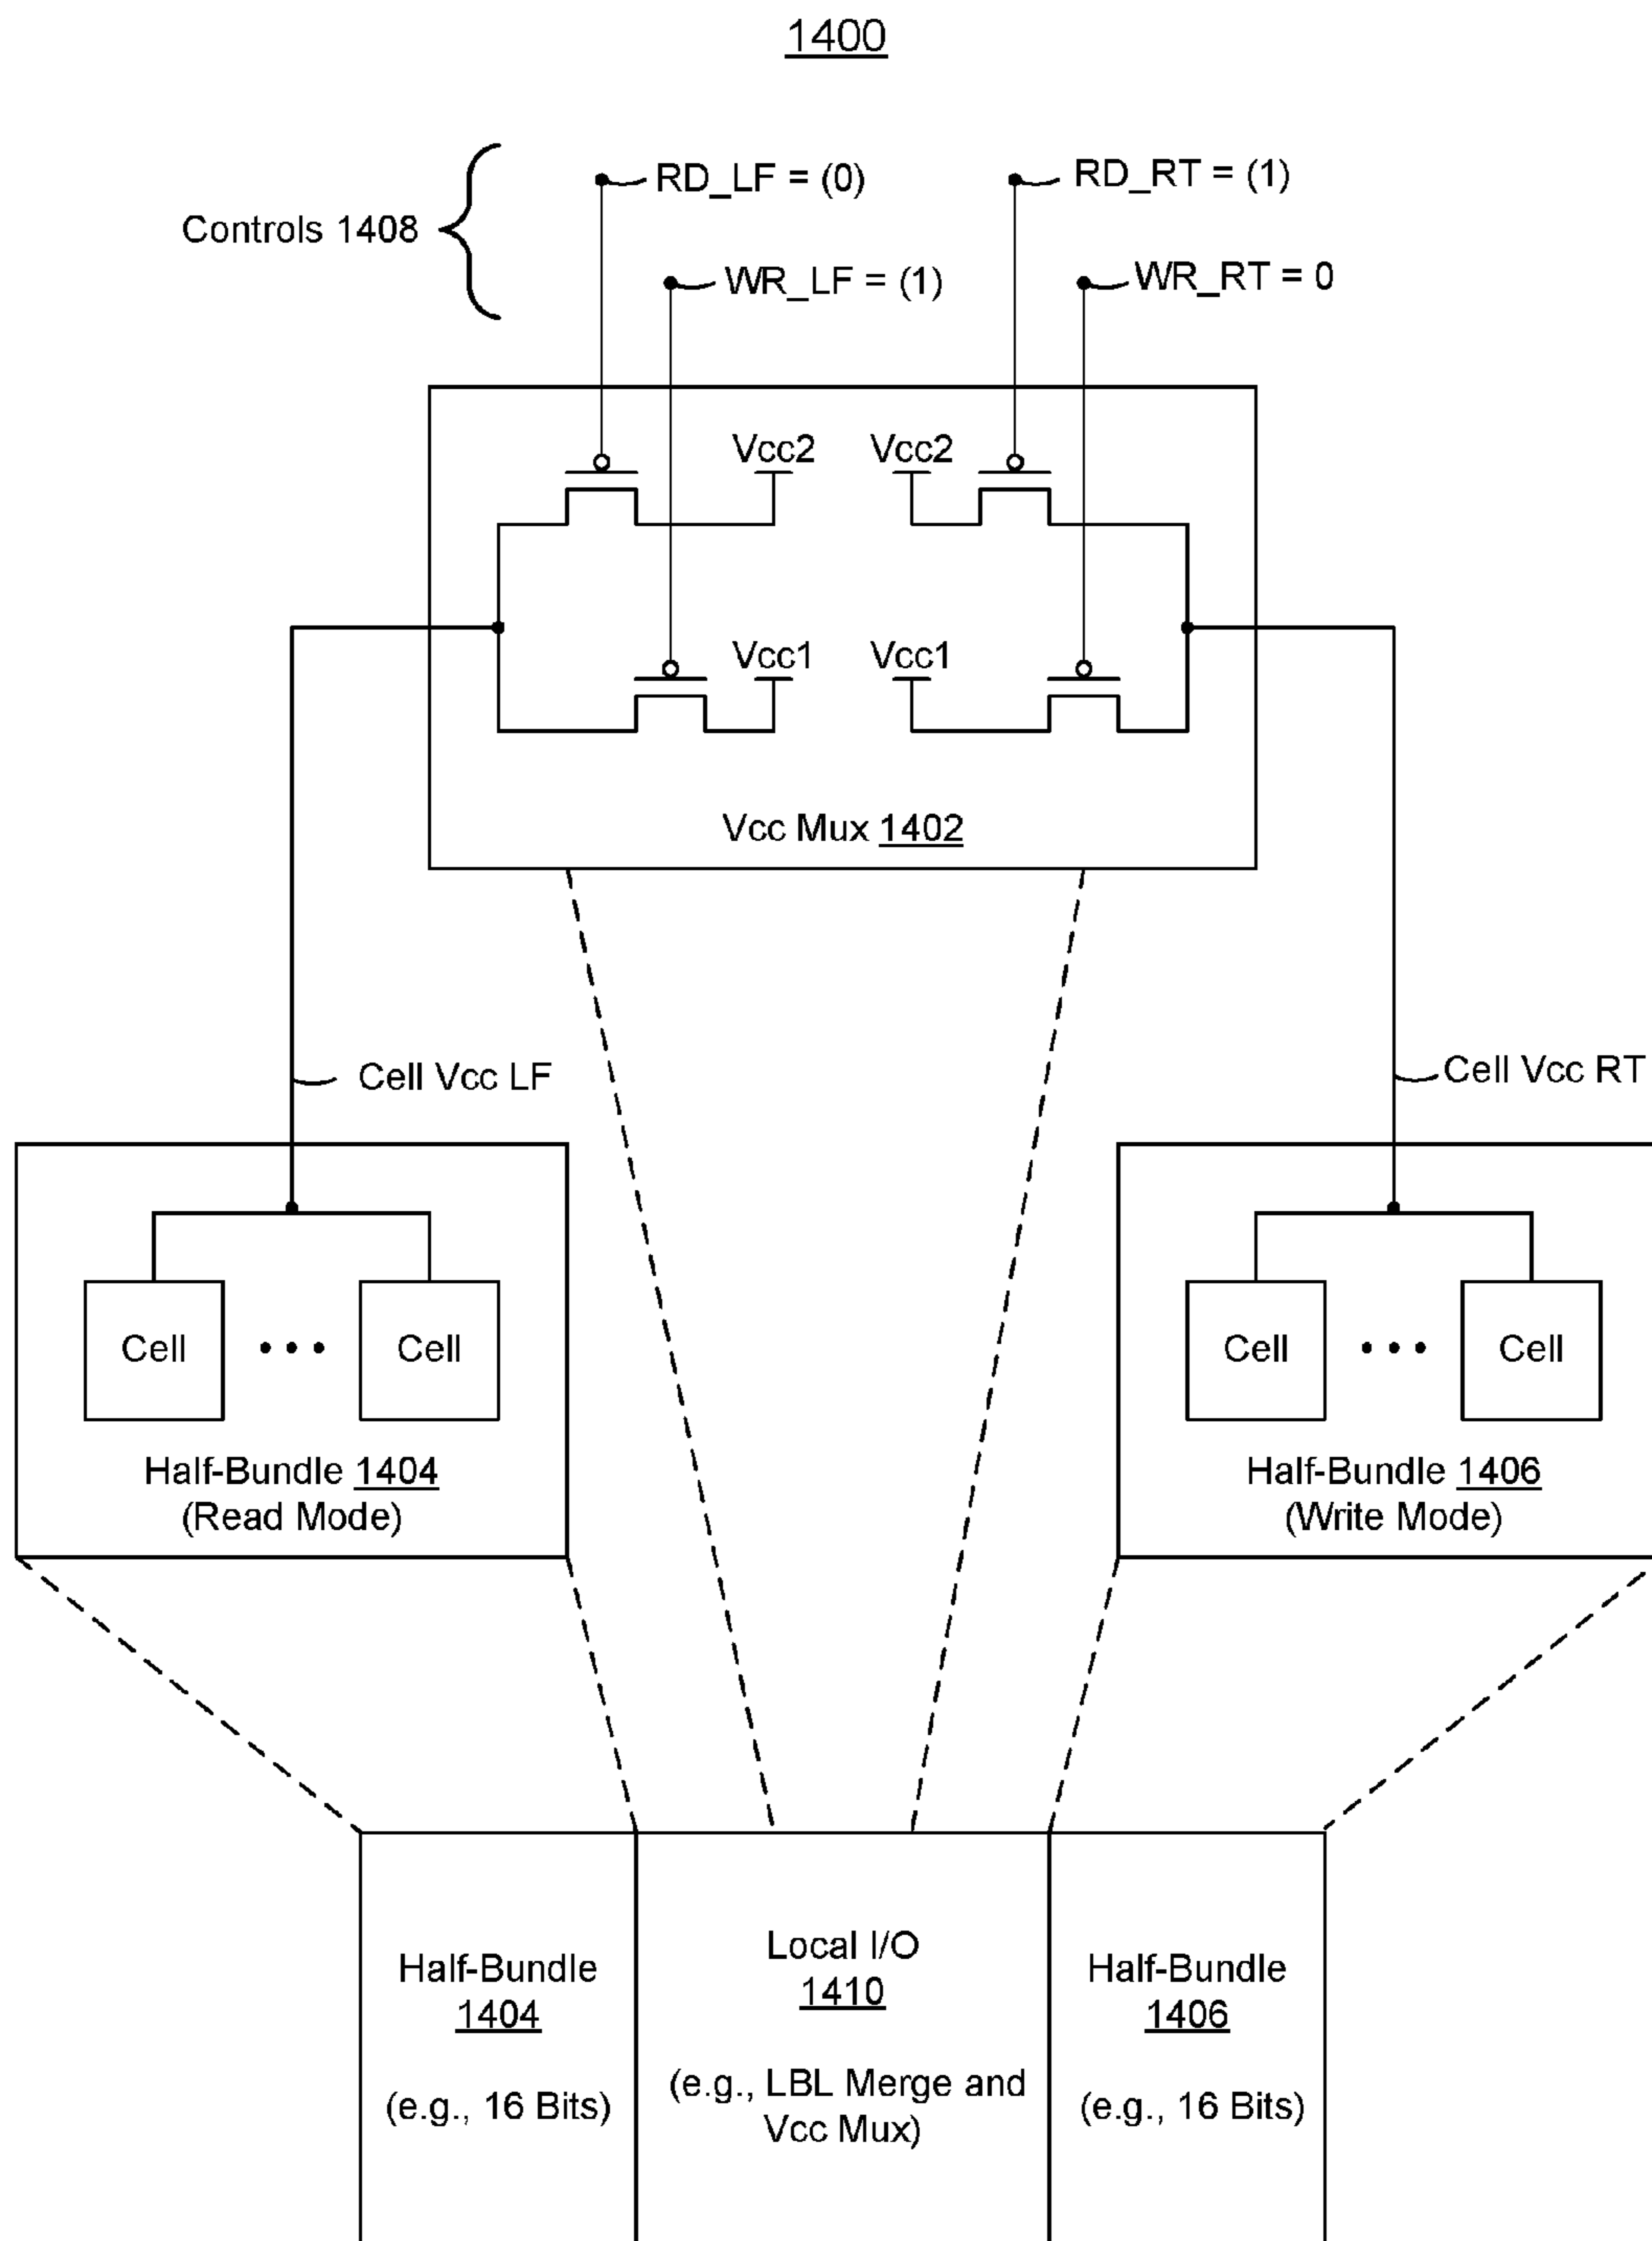 1400
RD_LF = (0)
RD_RT = (1)
Controls 1408
WR_LF = (1)
WR_RT = 0
Vcc2
Vcc2
Vcc1
Vcc1
Vcc Mux 1402
Cell Vcc LF
Cell Vcc RT
Cell
Cell
Cell
Cell
Half-Bundle 1404
(Read Mode)
Half-Bundle 1406
(Write Mode)
Half-Bundle
1404
(e.g., 16 Bits)
Local I/O
1410
(e.g., LBL Merge and
Vcc Mux)
Half-Bundle
1406
(e.g., 16 Bits)